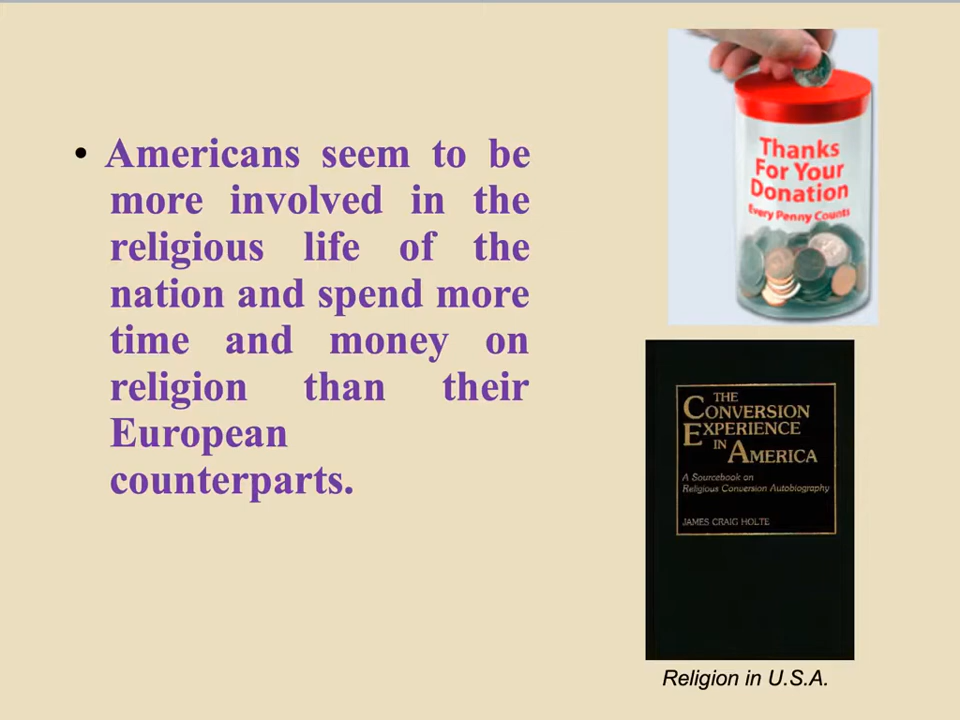 • Americans seem to be
more involved in the
religious life of the
nation and spend more
time and money on
religion than their
European
counterparts.
Thanks
For Your
Donation
Every Penny Counts
THE
CONVERSION
EXPERIENCE
IN
AMERICA
A Sourcebook on
Religious Conversion Autobiography
JAMES CRAIG HOLTE
Religion in U.S.A.